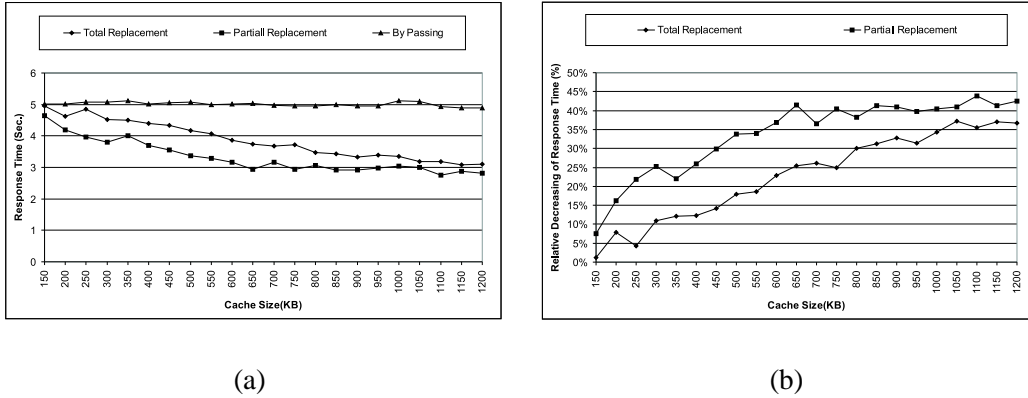 Total Replacement Partiall Replacement By Passing
Response Time (Sec.)
6
5
4
3
2
1
0
150 200 250 300 350 400 450 500 550 600 650 700 750 800 850 900 950 1000 1050 1100 1150 1200
Cache Size(KB)
(a)
Total Replacement Partiall Replacement
Relative Decreasing of Response Time (%)
50%
45%
40%
35%
30%
25%
20%
15%
10%
5%
0%
150 200 250 300 350 400 450 500 550 600 650 700 750 800 850 900 950 1000 1050 1100 1150 1200
Cache Size(KB)
(b)